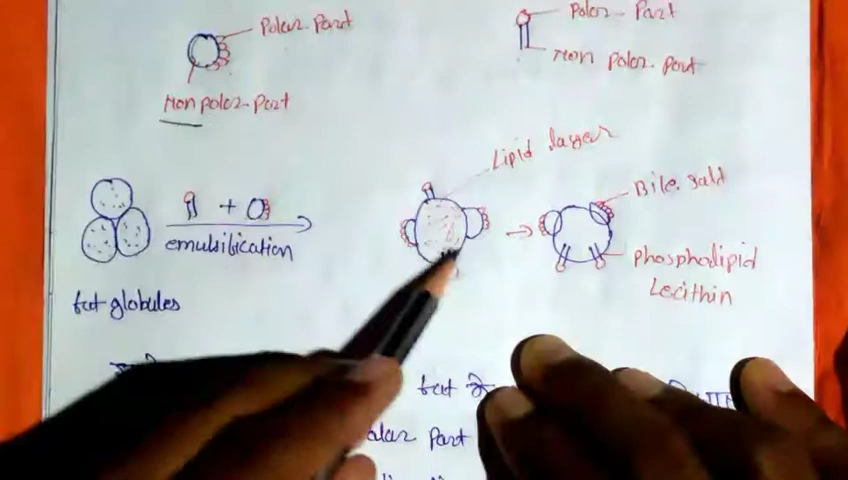 Polar Part
Polar Part
Non polar Part
Non polar Part
Lipid layer
Bile salt
+
emulsification
phospholipid
Lecithin
fat globules
fat के
Part